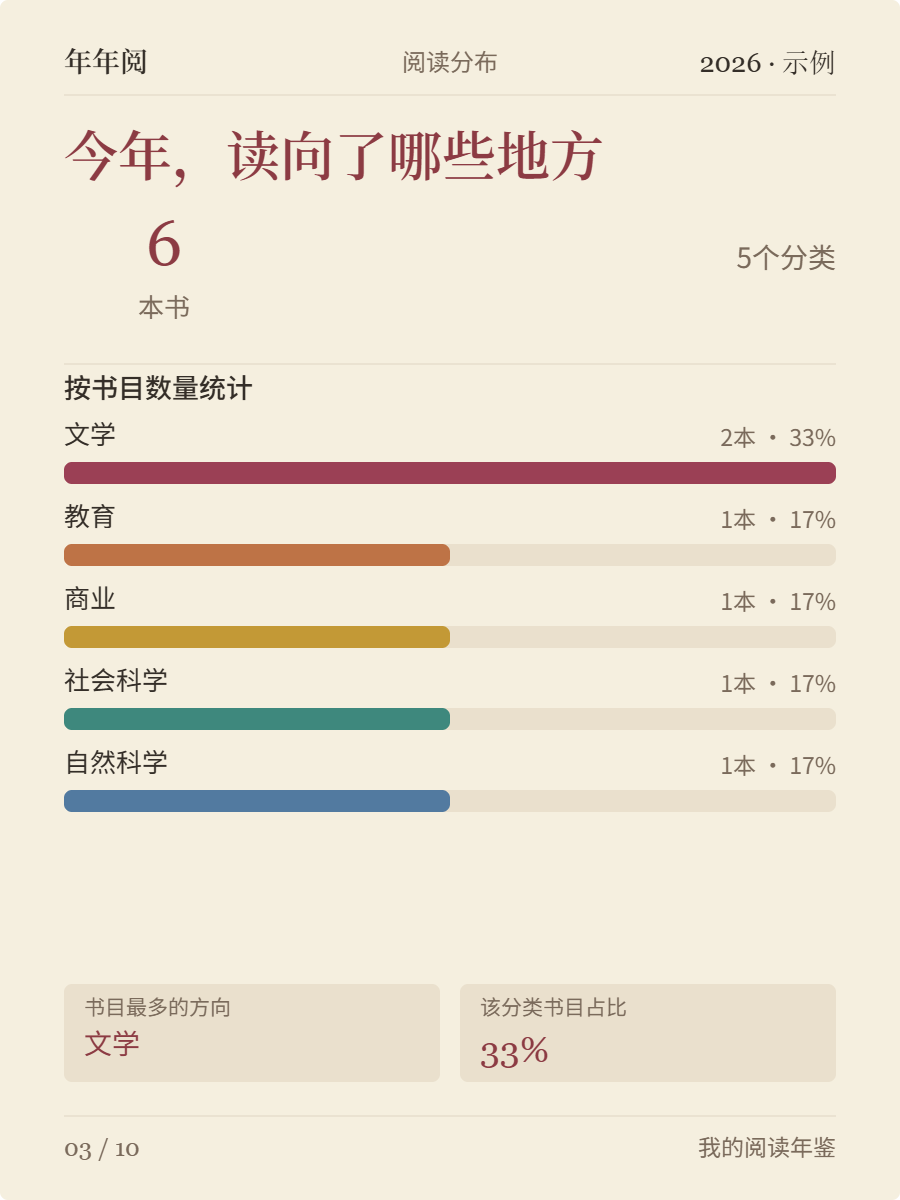 年年阅 阅读分布 2026 · 示例
今年，读向了哪些地方
6
本书
5个分类
按书目数量统计
文学 2本 · 33%
教育 1本 · 17%
商业 1本 · 17%
社会科学 1本 · 17%
自然科学 1本 · 17%
书目最多的方向
文学
该分类书目占比
33%
03 / 10 我的阅读年鉴